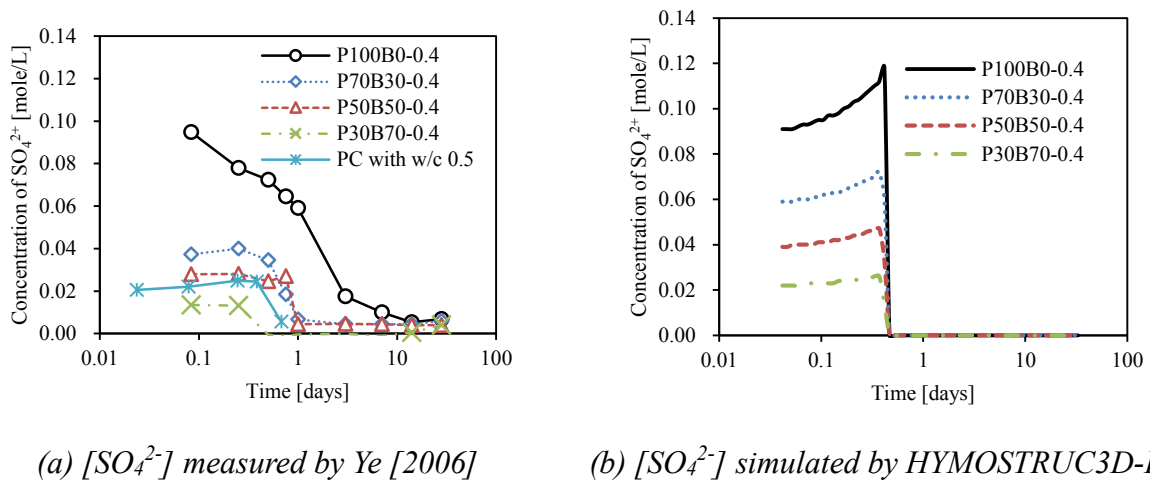 Concentration of SO₄²⁺ [mole/L]
0.14
0.12
0.10
0.08
0.06
0.04
0.02
0.00
P100B0-0.4
P70B30-0.4
P50B50-0.4
P30B70-0.4
PC with w/c 0.5
0.01 0.1 1 10 100
Time [days]
(a) [SO₄²⁻] measured by Ye [2006]
Concentration of SO₄²⁺ [mole/L]
0.14
0.12
0.10
0.08
0.06
0.04
0.02
0.00
P100B0-0.4
P70B30-0.4
P50B50-0.4
P30B70-0.4
0.01 0.1 1 10 100
Time [days]
(b) [SO₄²⁻] simulated by HYMOSTRUC3D-